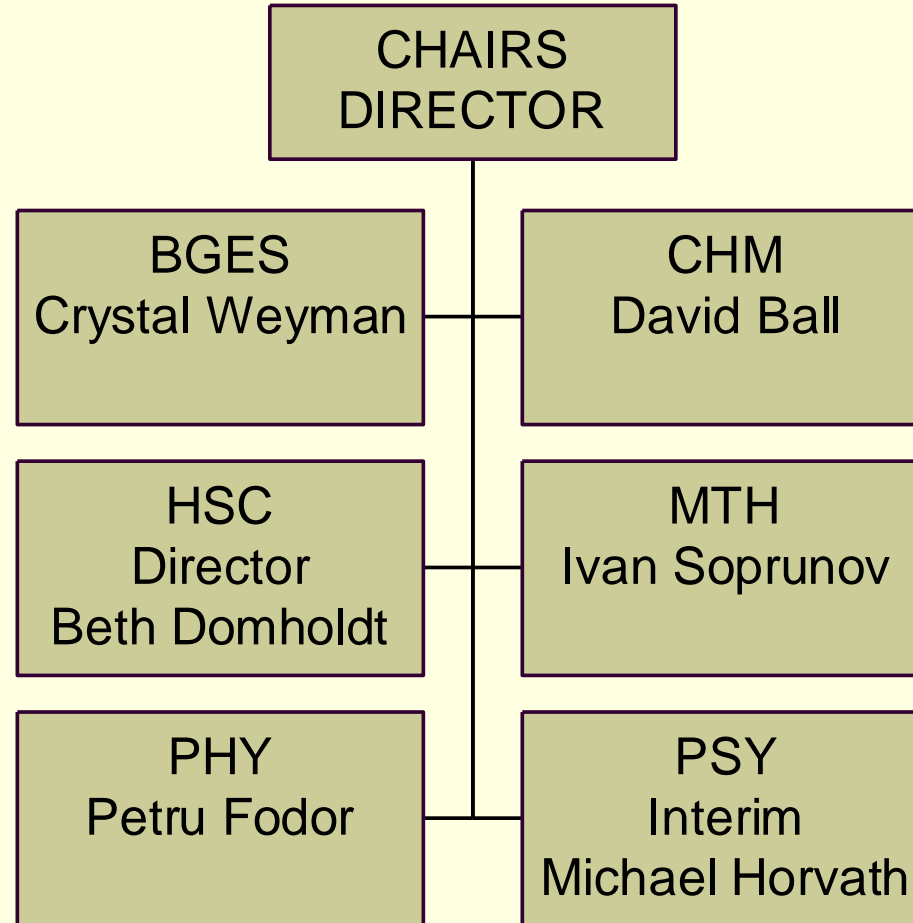 CHAIRS
DIRECTOR
BGES
Crystal Weyman
CHM
David Ball
HSC
Director
Beth Domholdt
MTH
Ivan Soprunov
PHY
Petru Fodor
PSY
Interim
Michael Horvath